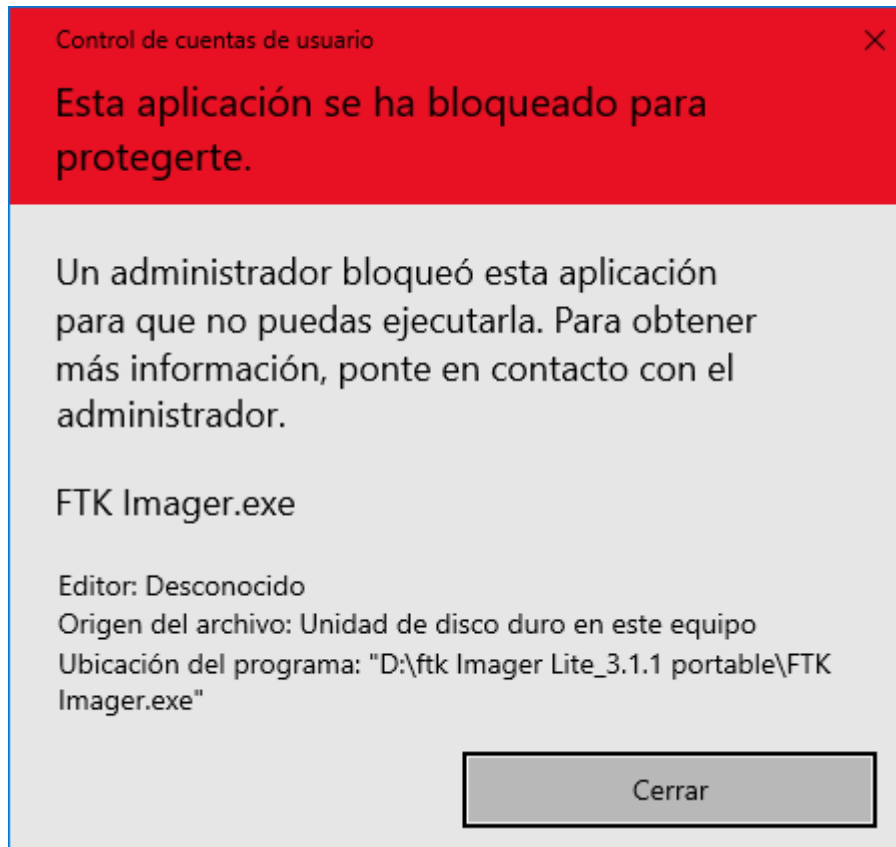 Control de cuentas de usuario
Esta aplicación se ha bloqueado para
protegerte.
Un administrador bloqueó esta aplicación
para que no puedas ejecutarla. Para obtener
más información, ponte en contacto con el
administrador.
FTK Imager.exe
Editor: Desconocido
Origen del archivo: Unidad de disco duro en este equipo
Ubicación del programa: "D:\ftk Imager Lite_3.1.1 portable\FTK
Imager.exe"
Cerrar